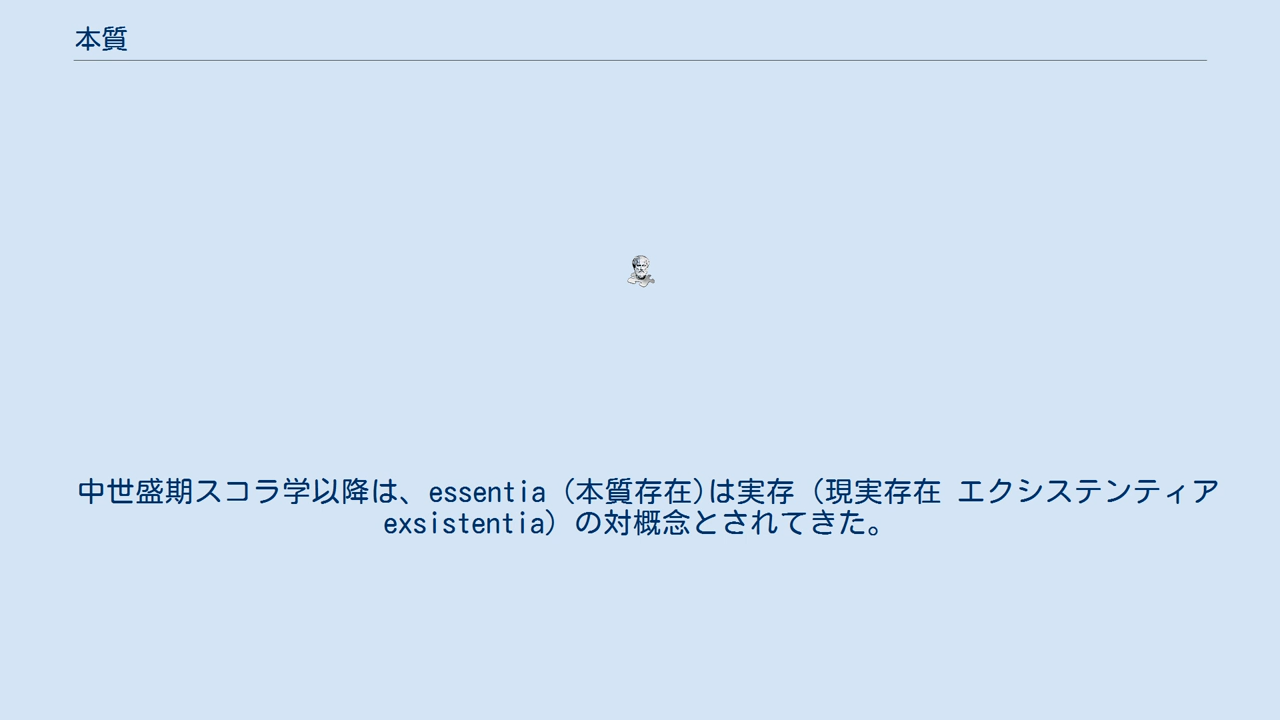 本質
中世盛期スコラ学以降は、essentia (本質存在)は実存 (現実存在 エクシステンティア
exsistentia) の対概念とされてきた。